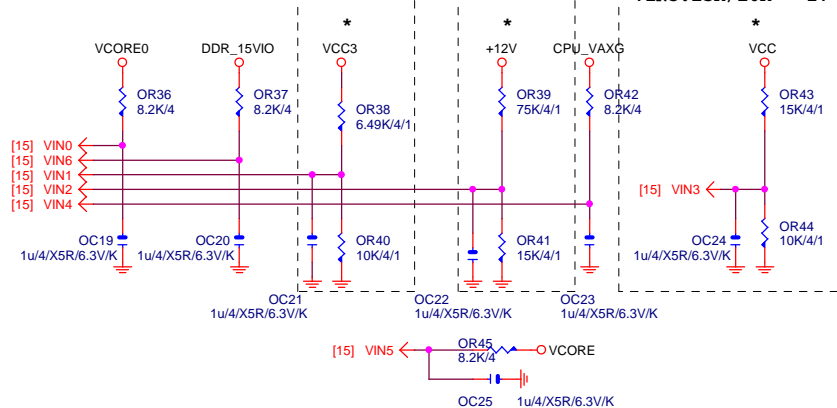 *
*
*
VCORE0
DDR_15VIO
VCC3
+12V
CPU_VAXG
VCC
OR36
8.2K/4
OR37
8.2K/4
OR38
6.49K/4/1
OR39
75K/4/1
OR42
8.2K/4
OR43
15K/4/1
[15] VIN0
[15] VIN6
[15] VIN1
[15] VIN2
[15] VIN4
[15] VIN3
OC19
1u/4/X5R/6.3V/K
OC20
1u/4/X5R/6.3V/K
OR40
10K/4/1
OR41
15K/4/1
OC24
1u/4/X5R/6.3V/K
OR44
10K/4/1
OC21
1u/4/X5R/6.3V/K
OC22
1u/4/X5R/6.3V/K
OC23
1u/4/X5R/6.3V/K
[15] VIN5
OR45
8.2K/4
VCORE
OC25
1u/4/X5R/6.3V/K